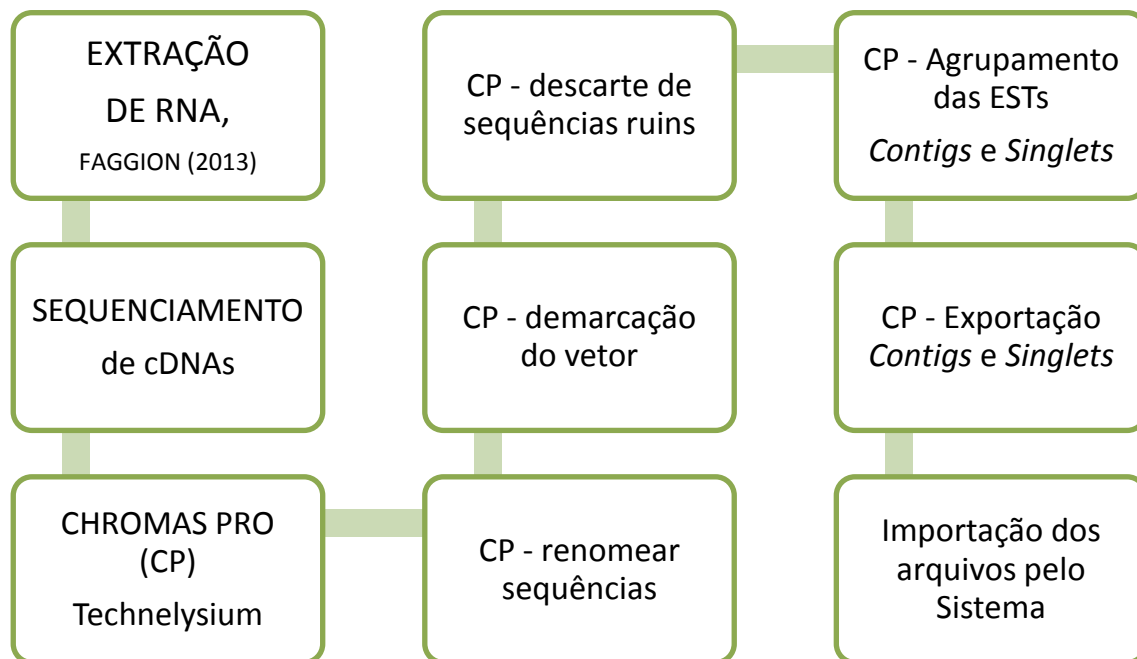 EXTRAÇÃO
DE RNA,
FAGGION (2013)
SEQUENCIAMENTO
de cDNAs
CHROMAS PRO
(CP)
Technelysium
CP - renomear
sequências
CP - demarcação
do vetor
CP - descarte de
sequências ruins
CP - Agrupamento
das ESTs
Contigs e Singlets
CP - Exportação
Contigs e Singlets
Importação dos
arquivos pelo
Sistema